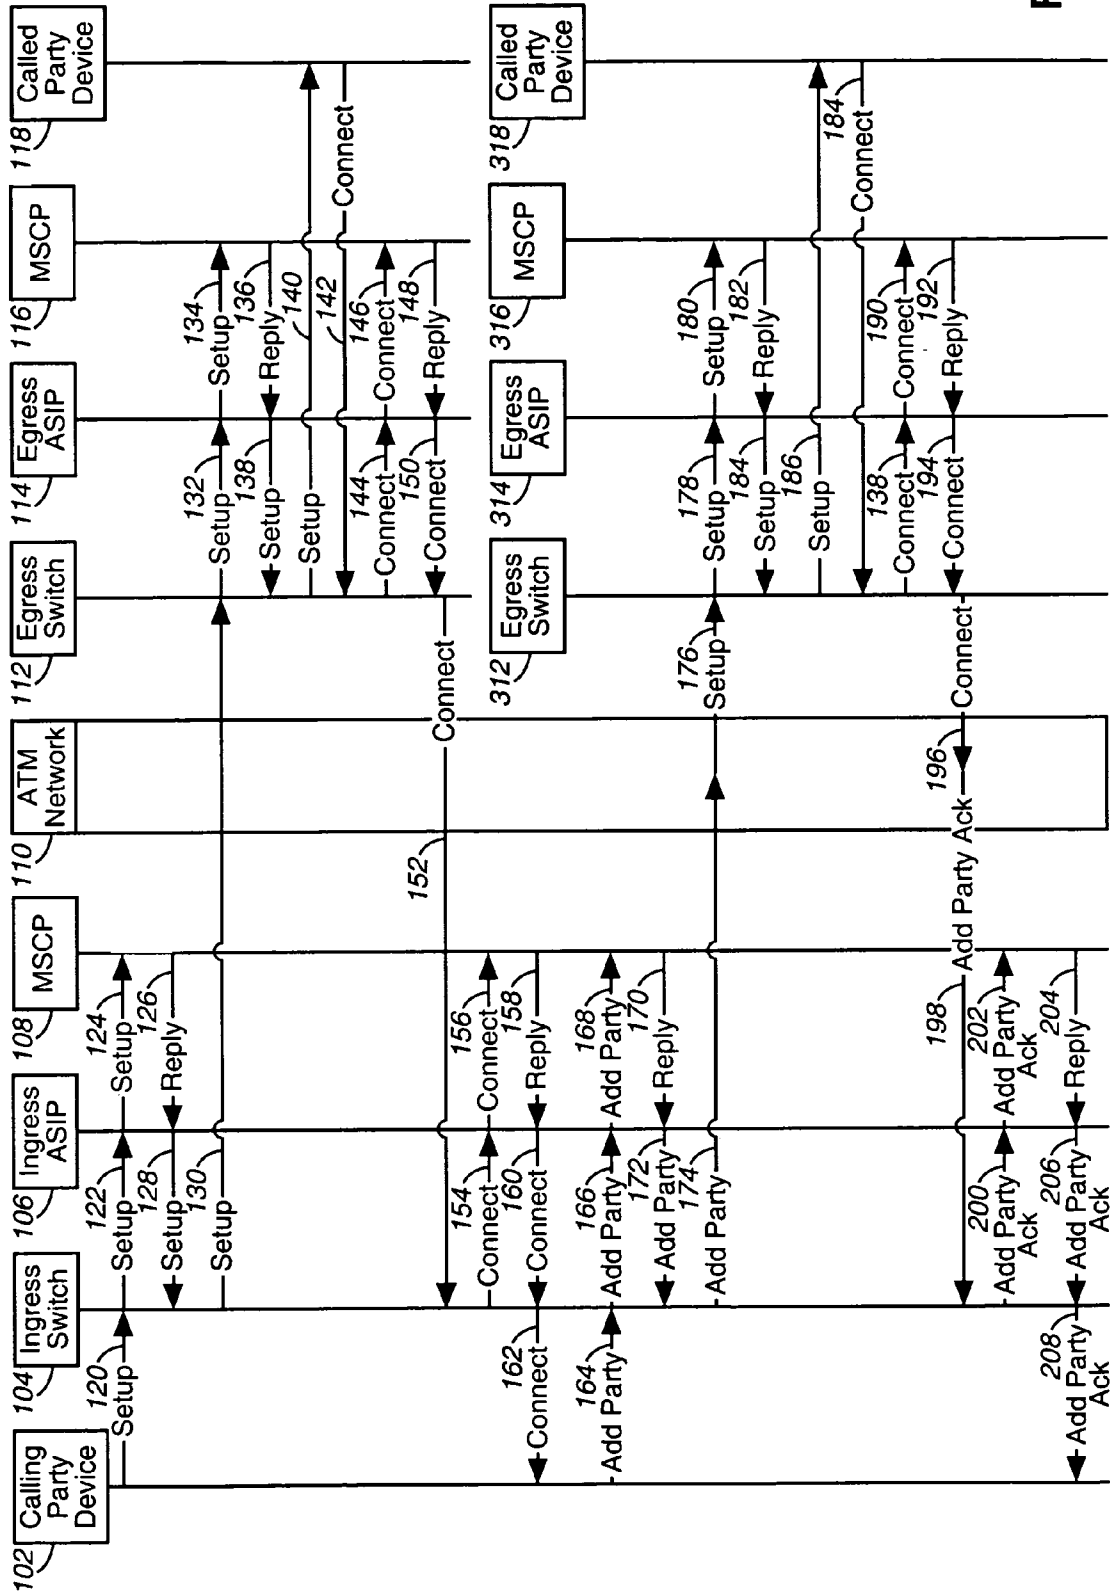 Calling
Party
Device
102
Ingress
Switch
104
Ingress
ASIP
106
MSCP
108
ATM
Network
110
Egress
Switch
112
Egress
ASIP
114
MSCP
116
Called
Party
Device
118
120
Setup
122
Setup
124
Setup
126
Reply
128
Setup
130
Setup
132
Setup
134
Setup
136
Reply
138
Setup
140
Setup
142
Connect
144
Connect
146
Connect
148
Reply
150
Connect
152
Connect
154
Connect
156
Connect
158
Reply
160
Connect
162
Connect
Egress
Switch
312
Egress
ASIP
314
MSCP
316
Called
Party
Device
318
164
Add Party
166
Add Party
168
Add Party
170
Reply
172
Add Party
174
Add Party
176
Setup
178
Setup
180
Setup
182
Reply
184
Setup
186
Setup
184
Connect
138
Connect
190
Connect
192
Reply
194
Connect
Connect
196
Add Party Ack
198
200
Add Party
Ack
202
Add Party
Ack
204
Reply
206
Add Party
Ack
208
Add Party
Ack